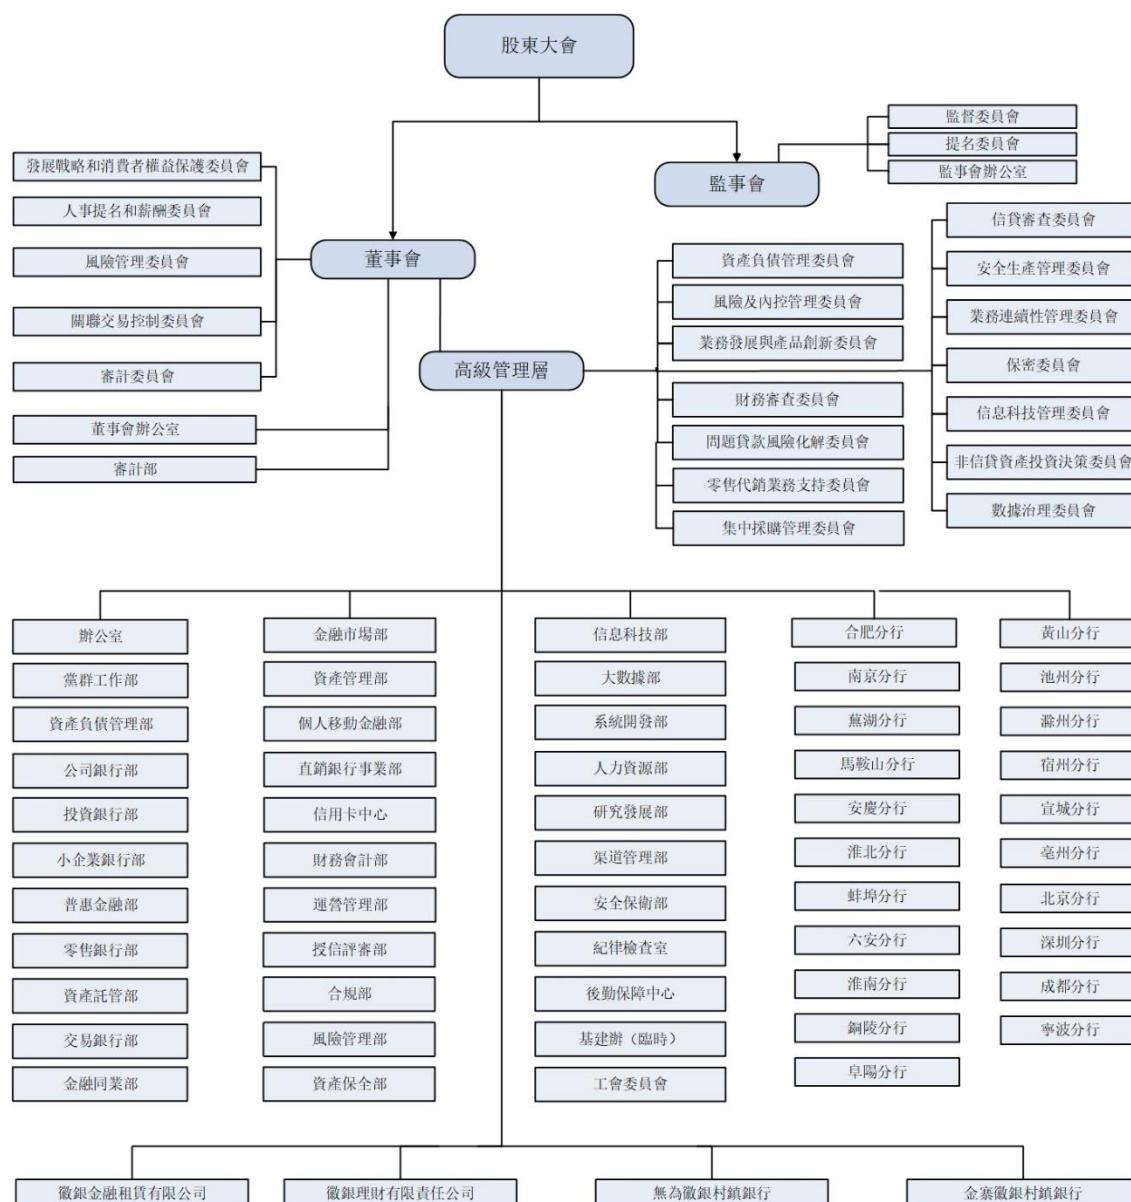 股東大會
監督委員會
提名委員會
監事會辦公室
監事會
發展戰略和消費者權益保護委員會
人事提名和薪酬委員會
風險管理委員會
關聯交易控制委員會
審計委員會
董事會辦公室
審計部
董事會
高級管理層
資產負債管理委員會
風險及內控管理委員會
業務發展與產品創新委員會
財務審查委員會
問題貸款風險化解委員會
零售代銷業務支持委員會
集中採購管理委員會
信貸審查委員會
安全生產管理委員會
業務連續性管理委員會
保密委員會
信息科技管理委員會
非信貸資產投資決策委員會
數據治理委員會
辦公室
黨群工作部
資產負債管理部
公司銀行部
投資銀行部
小企業銀行部
普惠金融部
零售銀行部
資產託管部
交易銀行部
金融同業部
金融市場部
資產管理部
個人移動金融部
直銷銀行事業部
信用卡中心
財務會計部
運營管理部
授信評審部
合規部
風險管理部
資產保全部
信息科技部
大數據部
系統開發部
人力資源部
研究發展部
渠道管理部
安全保衛部
紀律檢查室
後勤保障中心
基建辦（臨時）
工會委員會
合肥分行
南京分行
蕪湖分行
馬鞍山分行
安慶分行
淮北分行
蚌埠分行
六安分行
淮南分行
銅陵分行
阜陽分行
黃山分行
池州分行
滁州分行
宿州分行
宣城分行
亳州分行
北京分行
深圳分行
成都分行
寧波分行
徽銀金融租賃有限公司
徽銀理財有限責任公司
無為徽銀村鎮銀行
金寨徽銀村鎮銀行